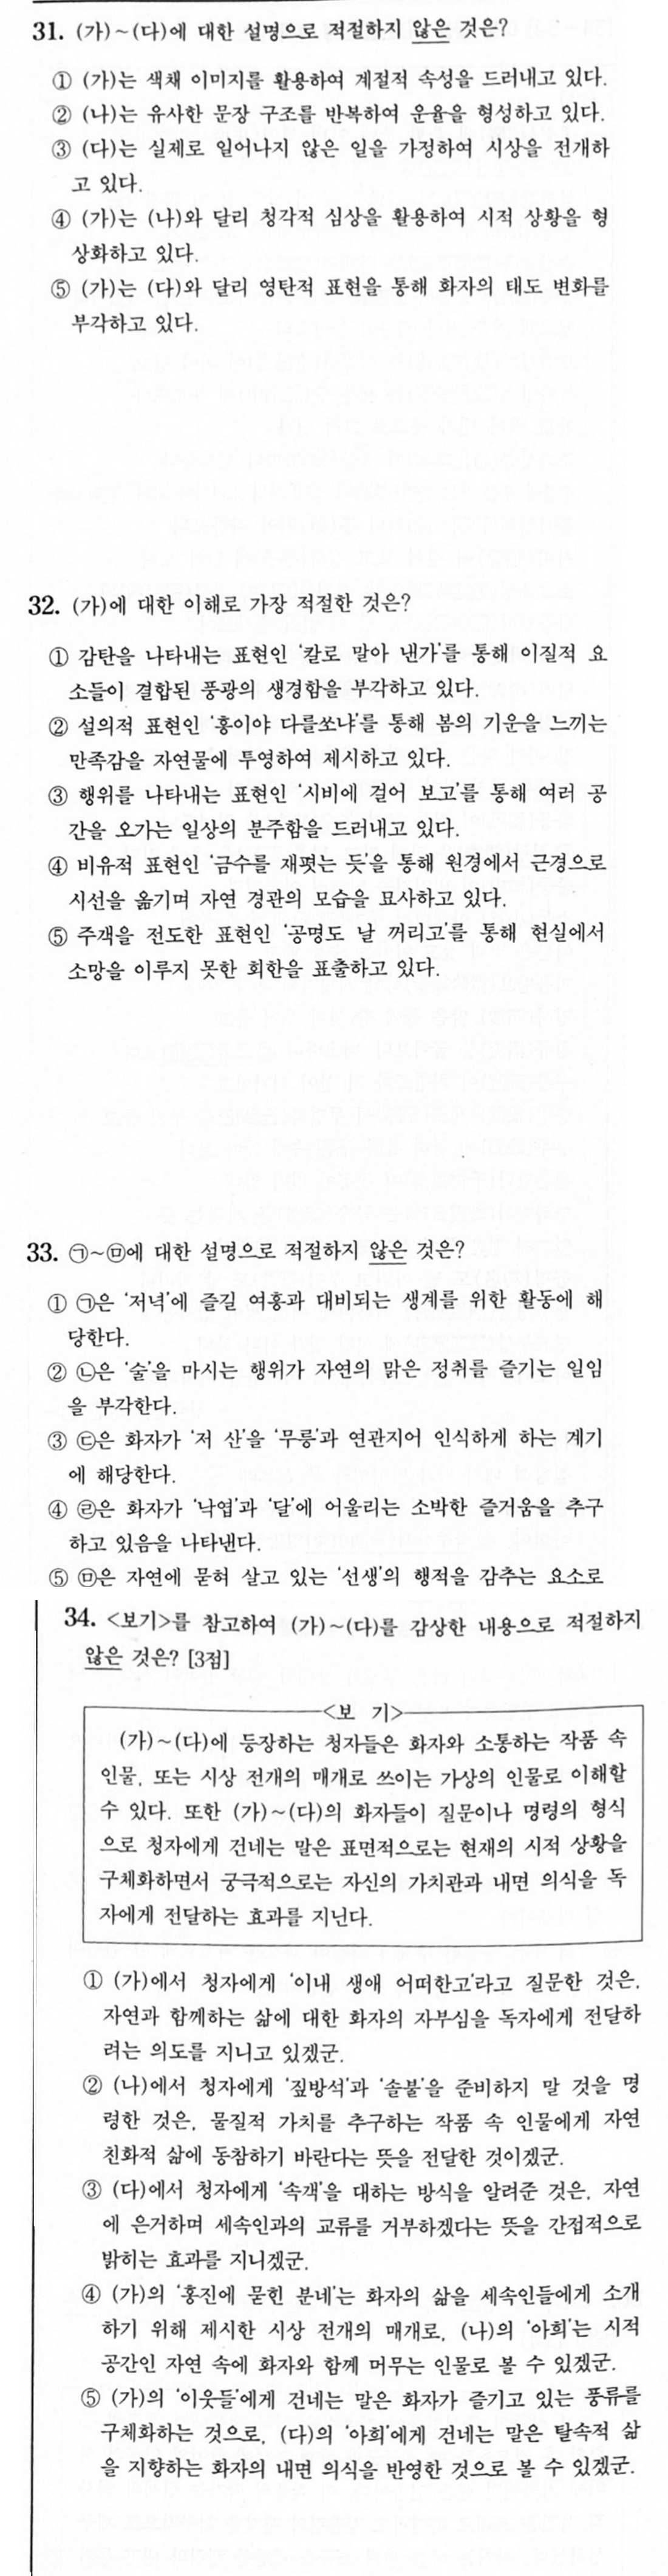 31. (가)~(다)에 대한 설명으로 적절하지 않은 것은?
① (가)는 색채 이미지를 활용하여 계절적 속성을 드러내고 있다.
② (나)는 유사한 문장 구조를 반복하여 운율을 형성하고 있다.
③ (다)는 실제로 일어나지 않은 일을 가정하여 시상을 전개하
고 있다.
④ (가)는 (나)와 달리 청각적 심상을 활용하여 시적 상황을 형
상화하고 있다.
⑤ (가)는 (다)와 달리 영탄적 표현을 통해 화자의 태도 변화를
부각하고 있다.
32. (가)에 대한 이해로 가장 적절한 것은?
① 감탄을 나타내는 표현인 '칼로 말아 낸가'를 통해 이질적 요
소들이 결합된 풍광의 생경함을 부각하고 있다.
② 설의적 표현인 '흥이야 다를쏘냐'를 통해 봄의 기운을 느끼는
만족감을 자연물에 투영하여 제시하고 있다.
③ 행위를 나타내는 표현인 '시비에 걸어 보고'를 통해 여러 공
간을 오가는 일상의 분주함을 드러내고 있다.
④ 비유적 표현인 '금수를 재폇는 듯'을 통해 원경에서 근경으로
시선을 옮기며 자연 경관의 모습을 묘사하고 있다.
⑤ 주객을 전도한 표현인 '공명도 날 꺼리고'를 통해 현실에서
소망을 이루지 못한 회한을 표출하고 있다.
33. ㉠~㉤에 대한 설명으로 적절하지 않은 것은?
① ㉠은 '저녁'에 즐길 여흥과 대비되는 생계를 위한 활동에 해
당한다.
② ㉡은 '술'을 마시는 행위가 자연의 맑은 정취를 즐기는 일임
을 부각한다.
③ ㉢은 화자가 '저 산'을 '무릉'과 연관지어 인식하게 하는 계기
에 해당한다.
④ ㉣은 화자가 '낙엽'과 '달'에 어울리는 소박한 즐거움을 추구
하고 있음을 나타낸다.
⑤ ㉤은 자연에 묻혀 살고 있는 '선생'의 행적을 감추는 요소로
34. <보기>를 참고하여 (가)~(다)를 감상한 내용으로 적절하지
않은 것은? [3점]
<보 기>
(가)~(다)에 등장하는 청자들은 화자와 소통하는 작품 속
인물, 또는 시상 전개의 매개로 쓰이는 가상의 인물로 이해할
수 있다. 또한 (가)~(다)의 화자들이 질문이나 명령의 형식
으로 청자에게 건네는 말은 표면적으로는 현재의 시적 상황을
구체화하면서 궁극적으로는 자신의 가치관과 내면 의식을 독
자에게 전달하는 효과를 지닌다.
① (가)에서 청자에게 '이내 생애 어떠한고'라고 질문한 것은,
자연과 함께하는 삶에 대한 화자의 자부심을 독자에게 전달하
려는 의도를 지니고 있겠군.
② (나)에서 청자에게 '짚방석'과 '솔불'을 준비하지 말 것을 명
령한 것은, 물질적 가치를 추구하는 작품 속 인물에게 자연
친화적 삶에 동참하기 바란다는 뜻을 전달한 것이겠군.
③ (다)에서 청자에게 '속객'을 대하는 방식을 알려준 것은, 자연
에 은거하며 세속인과의 교류를 거부하겠다는 뜻을 간접적으로
밝히는 효과를 지니겠군.
④ (가)의 '홍진에 묻힌 분네'는 화자의 삶을 세속인들에게 소개
하기 위해 제시한 시상 전개의 매개로, (나)의 '아희'는 시적
공간인 자연 속에 화자와 함께 머무는 인물로 볼 수 있겠군.
⑤ (가)의 '이웃들'에게 건네는 말은 화자가 즐기고 있는 풍류를
구체화하는 것으로, (다)의 '아희'에게 건네는 말은 탈속적 삶
을 지향하는 화자의 내면 의식을 반영한 것으로 볼 수 있겠군.